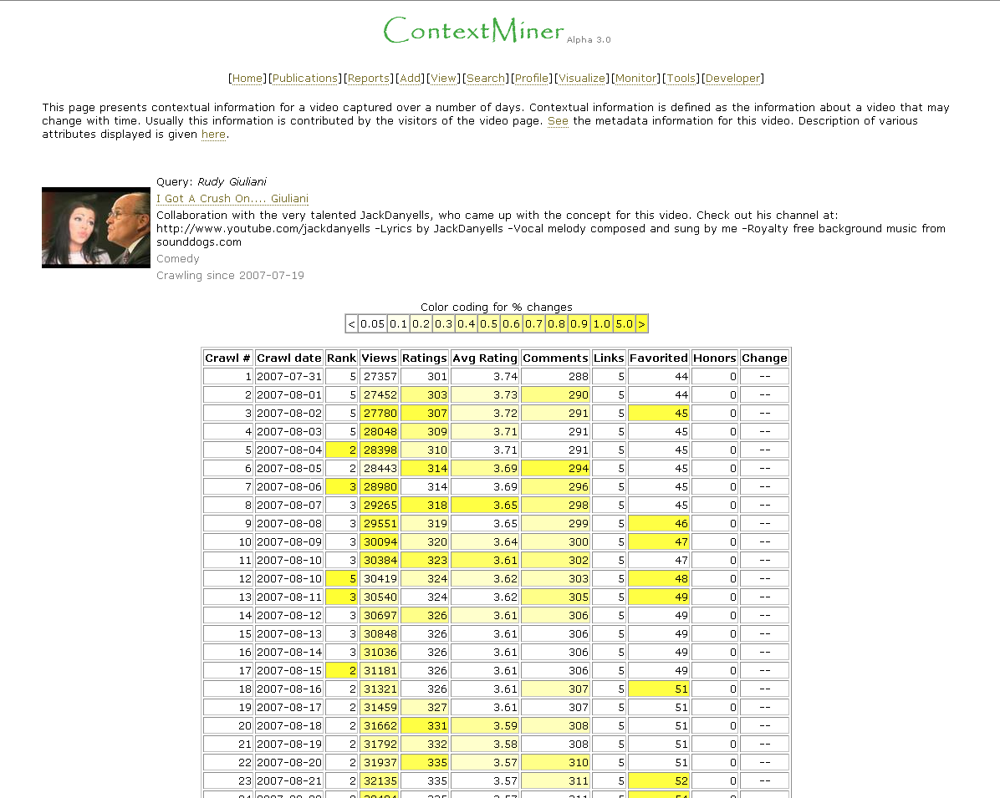 ContextMiner Alpha 3.0
[Home][Publications][Reports][Add][View][Search][Profile][Visualize][Monitor][Tools][Developer]
This page presents contextual information for a video captured over a number of days. Contextual information is defined as the information about a video that may
change with time. Usually this information is contributed by the visitors of the video page. See the metadata information for this video. Description of various
attributes displayed is given here.
Query: Rudy Giuliani
I Got A Crush On.... Giuliani
Collaboration with the very talented JackDanyells, who came up with the concept for this video. Check out his channel at:
http://www.youtube.com/jackdanyells -Lyrics by JackDanyells -Vocal melody composed and sung by me -Royalty free background music from
sounddogs.com
Comedy
Crawling since 2007-07-19
Color coding for % changes
< 0.05 0.1 0.2 0.3 0.4 0.5 0.6 0.7 0.8 0.9 1.0 5.0 >
Crawl # Crawl date Rank Views Ratings Avg Rating Comments Links Favorited Honors Change
1 2007-07-31 5 27357 301 3.74 288 5 44 0 --
2 2007-08-01 5 27452 303 3.73 290 5 44 0 --
3 2007-08-02 5 27780 307 3.72 291 5 45 0 --
4 2007-08-03 5 28048 309 3.71 291 5 45 0 --
5 2007-08-04 2 28398 310 3.71 291 5 45 0 --
6 2007-08-05 2 28443 314 3.69 294 5 45 0 --
7 2007-08-06 3 28980 314 3.69 296 5 45 0 --
8 2007-08-07 3 29265 318 3.65 298 5 45 0 --
9 2007-08-08 3 29551 319 3.65 299 5 46 0 --
10 2007-08-09 3 30094 320 3.64 300 5 47 0 --
11 2007-08-10 3 30384 323 3.61 302 5 47 0 --
12 2007-08-10 5 30419 324 3.62 303 5 48 0 --
13 2007-08-11 3 30540 324 3.62 305 5 49 0 --
14 2007-08-12 3 30697 326 3.61 306 5 49 0 --
15 2007-08-13 3 30848 326 3.61 306 5 49 0 --
16 2007-08-14 3 31036 326 3.61 306 5 49 0 --
17 2007-08-15 2 31181 326 3.61 306 5 49 0 --
18 2007-08-16 2 31321 326 3.61 307 5 51 0 --
19 2007-08-17 2 31459 327 3.61 307 5 51 0 --
20 2007-08-18 2 31662 331 3.59 308 5 51 0 --
21 2007-08-19 2 31792 332 3.58 308 5 51 0 --
22 2007-08-20 2 31937 335 3.57 310 5 51 0 --
23 2007-08-21 2 32135 335 3.57 311 5 52 0 --